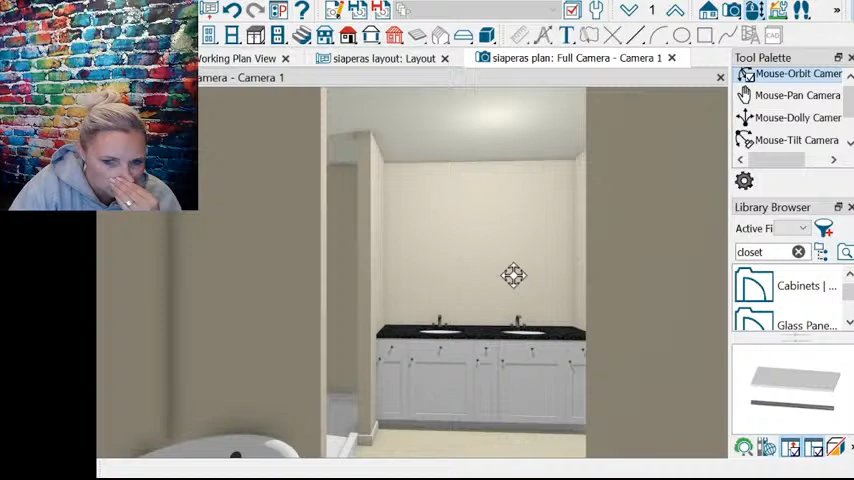 1
Working Plan View
siaperas layout: Layout
siaperas plan: Full Camera - Camera 1
amera - Camera 1
Tool Palette
Mouse-Orbit Camer
Mouse-Pan Camera
Mouse-Dolly Camer
Mouse-Tilt Camera
Library Browser
Active Fi
closet
Cabinets | ...
Glass Pane...
CAD